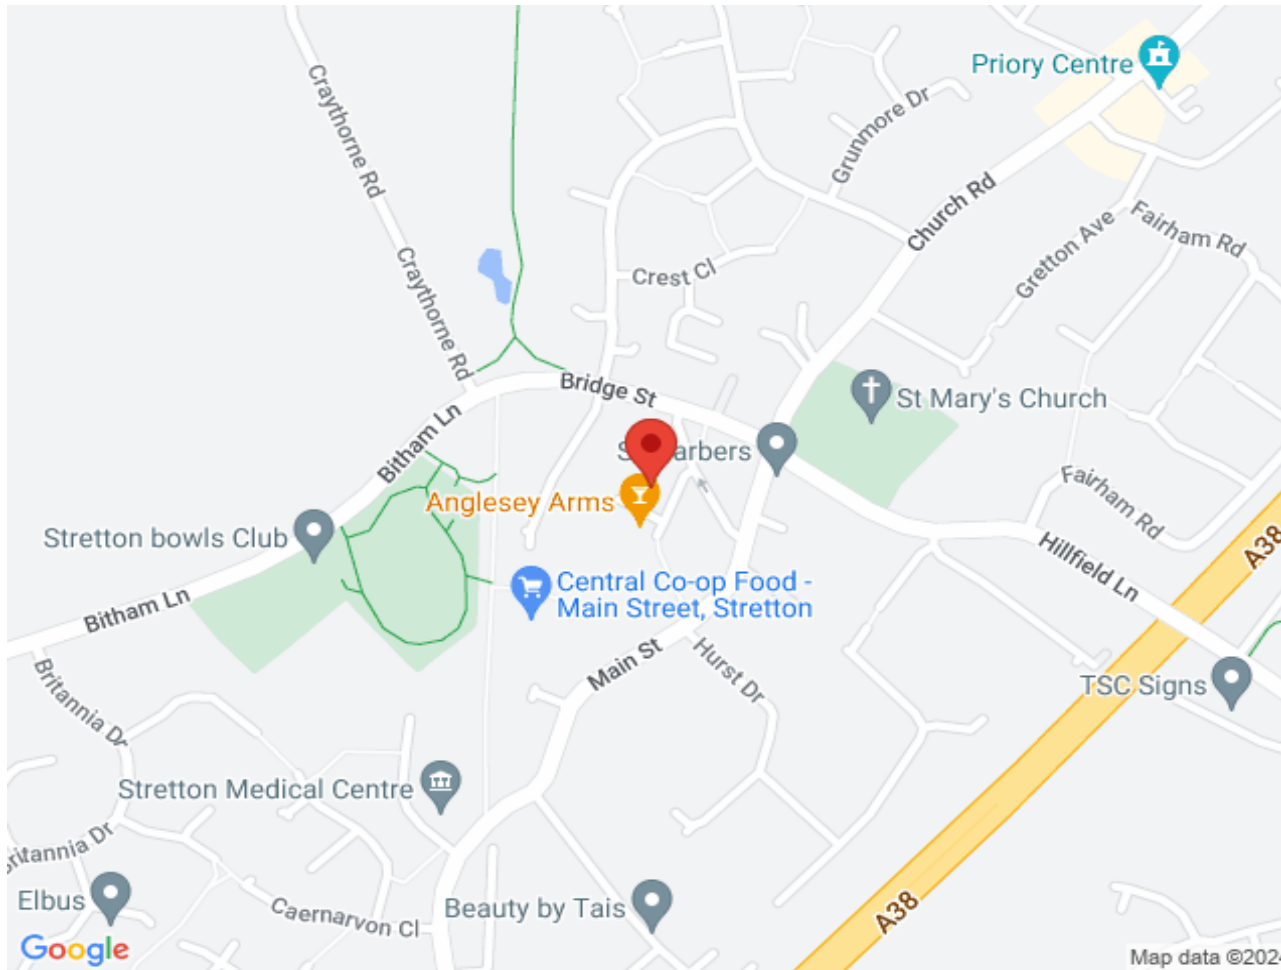 Priory Centre
Craythorne Rd
Grunmore Dr
Church Rd
Fairham Rd
Gretton Ave
Craythorne Rd
Crest Cl
Bridge St
St Mary's Church
Bitham Ln
arbers
Anglesey Arms
Fairham Rd
Stretton bowls Club
A38
Hillfield Ln
Central Co-op Food -
Main Street, Stretton
Bitham Ln
Main St
Hurst Dr
TSC Signs
Britannia Dr
Stretton Medical Centre
Britannia Dr
Elbus
Caernarvon Cl
Beauty by Tais
A38
Google
Map data ©2024